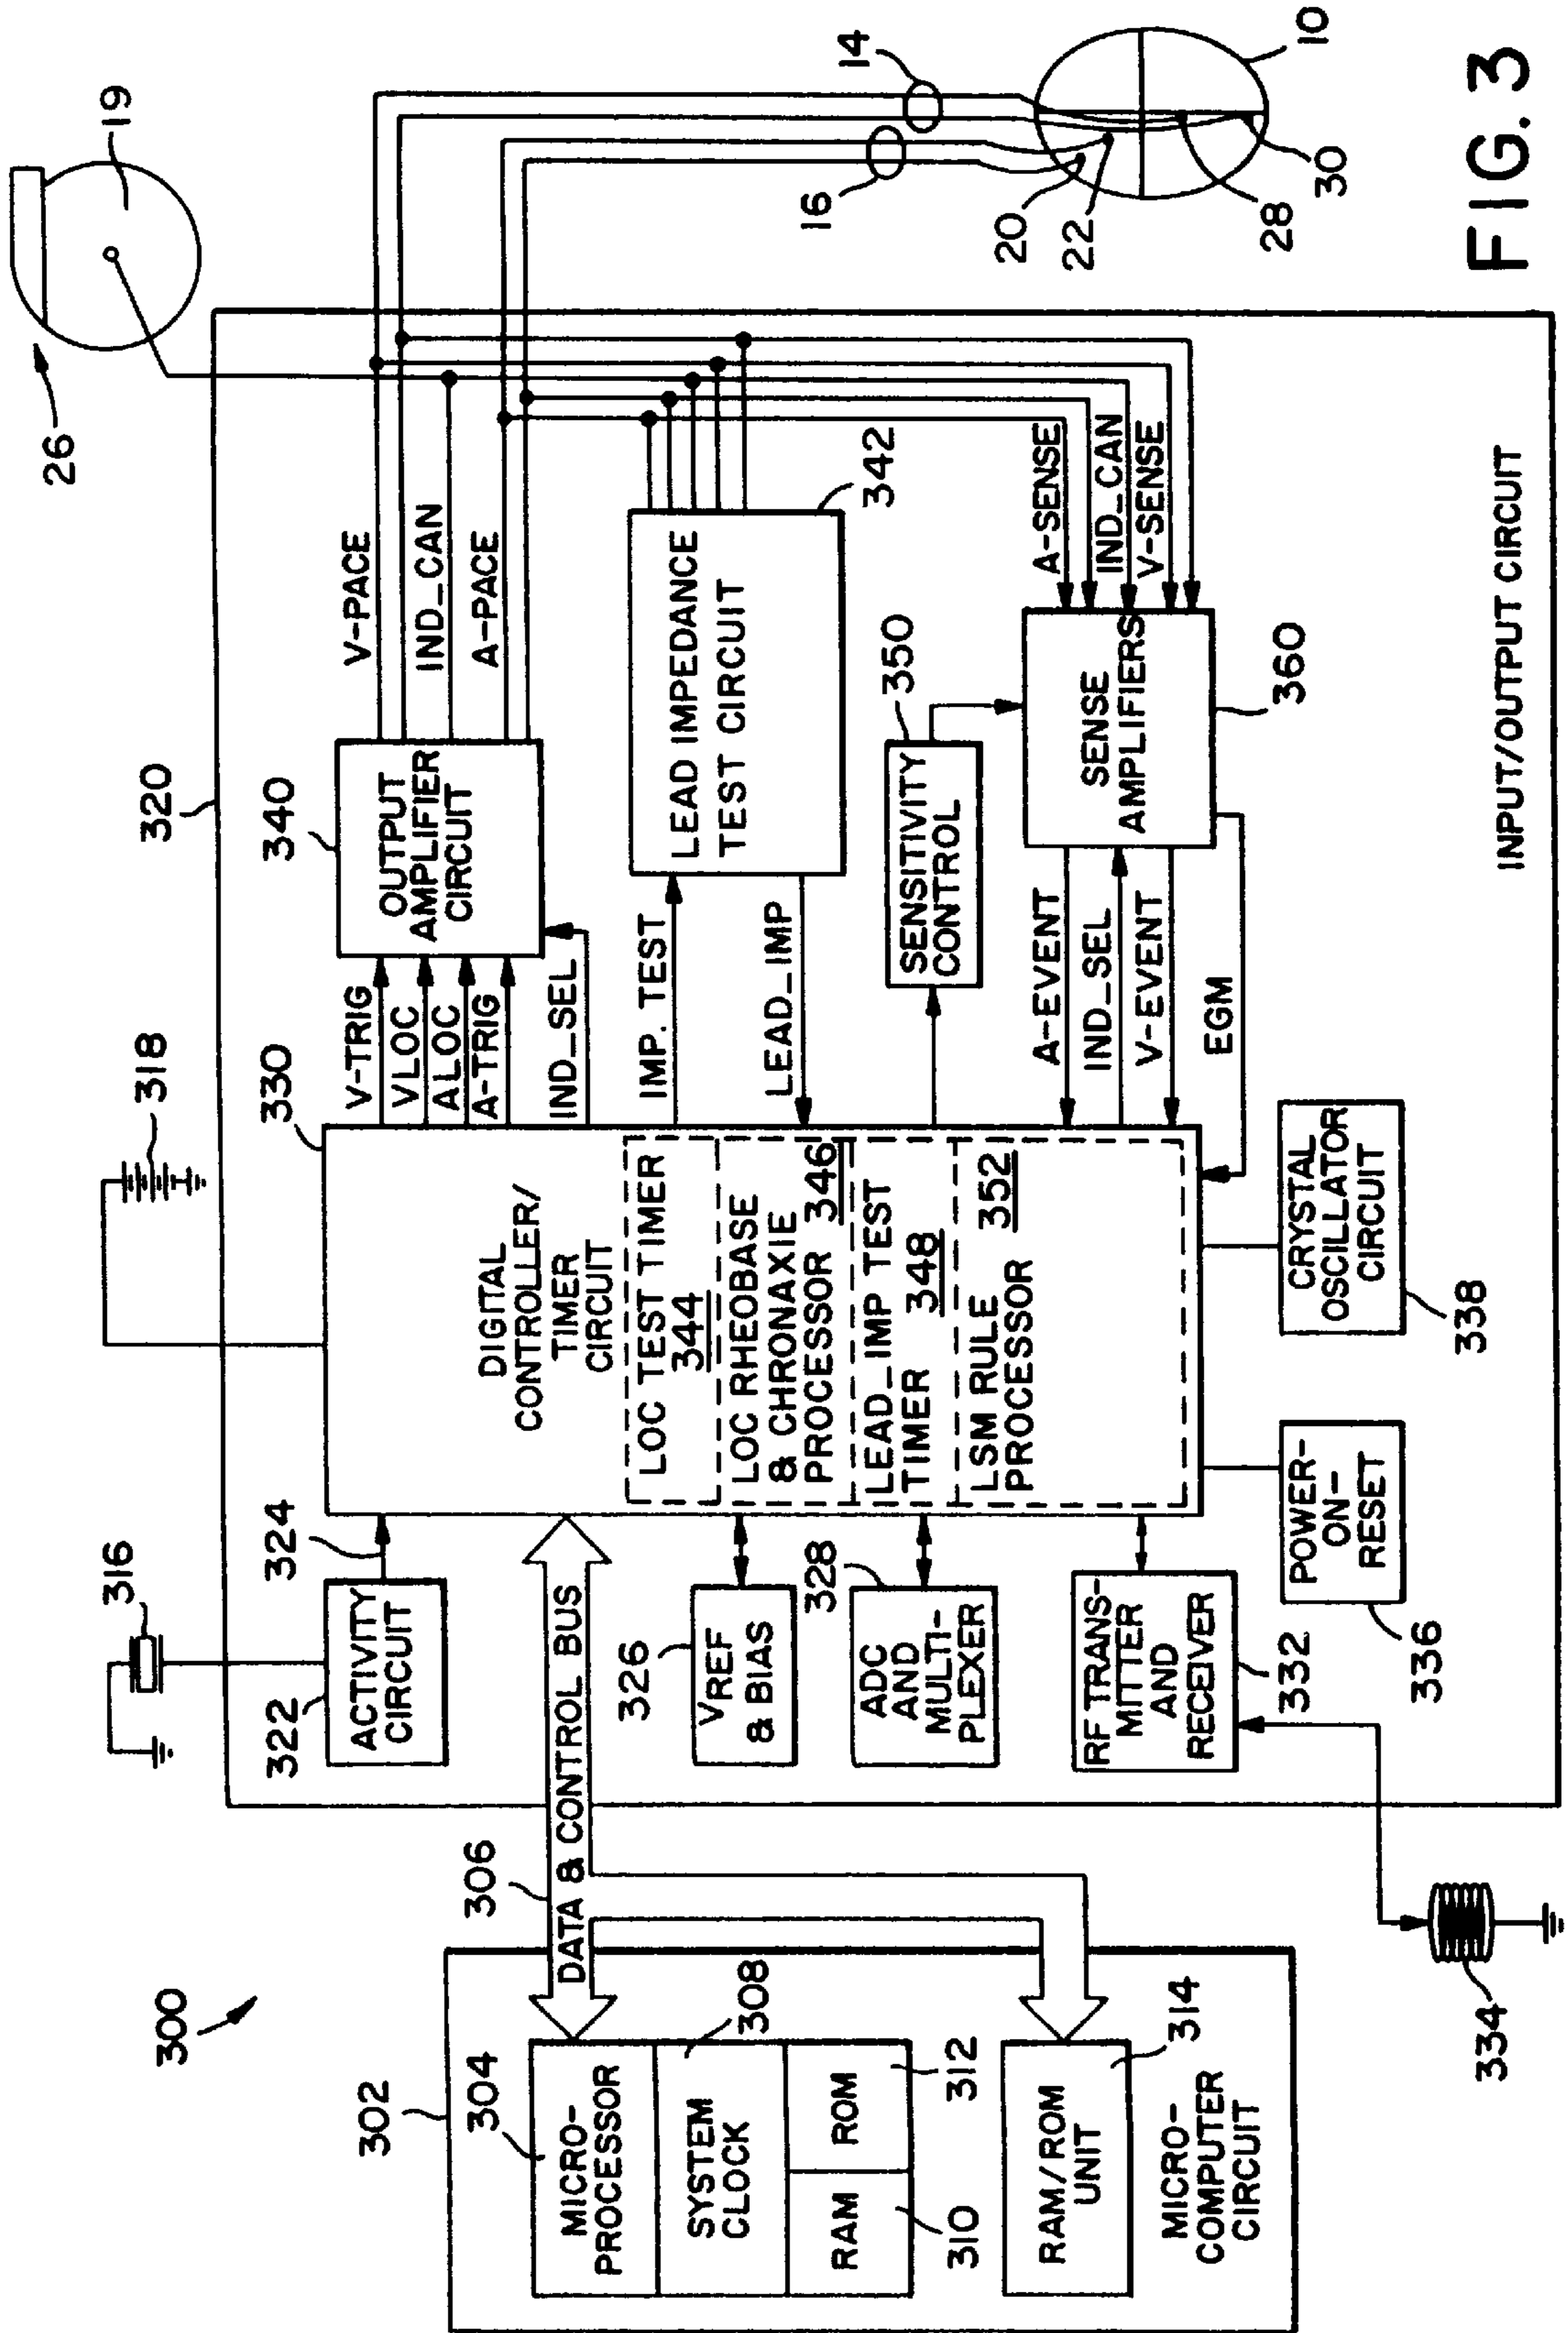 300
302
304
MICRO-
PROCESSOR
SYSTEM
CLOCK
308
RAM
ROM
310
312
RAM/ROM
UNIT
314
MICRO-
COMPUTER
CIRCUIT
306
DATA & CONTROL BUS
316
322
ACTIVITY
CIRCUIT
324
326
VREF
& BIAS
328
ADC
AND
MULTI-
PLEXER
RF TRANS-
MITTER
AND
RECEIVER
332
334
POWER-
ON-
RESET
336
CRYSTAL
OSCILLATOR
CIRCUIT
338
318
330
DIGITAL
CONTROLLER/
TIMER
CIRCUIT
LOC TEST TIMER
344
LOC RHEOBASE
& CHRONAXIE
PROCESSOR 346
LEAD_IMP TEST
TIMER 348
LSM RULE
PROCESSOR 352
320
V-TRIG
VLOC
ALOC
A-TRIG
IND_SEL
340
OUTPUT
AMPLIFIER
CIRCUIT
V-PACE
IND_CAN
A-PACE
IMP. TEST
LEAD_IMP
LEAD IMPEDANCE
TEST CIRCUIT
342
SENSITIVITY
CONTROL
350
A-EVENT
IND_SEL
V-EVENT
EGM
SENSE
AMPLIFIERS
360
A-SENSE
IND_CAN
V-SENSE
INPUT/OUTPUT CIRCUIT
26
19
14
16
20
22
28
30
10
FIG. 3